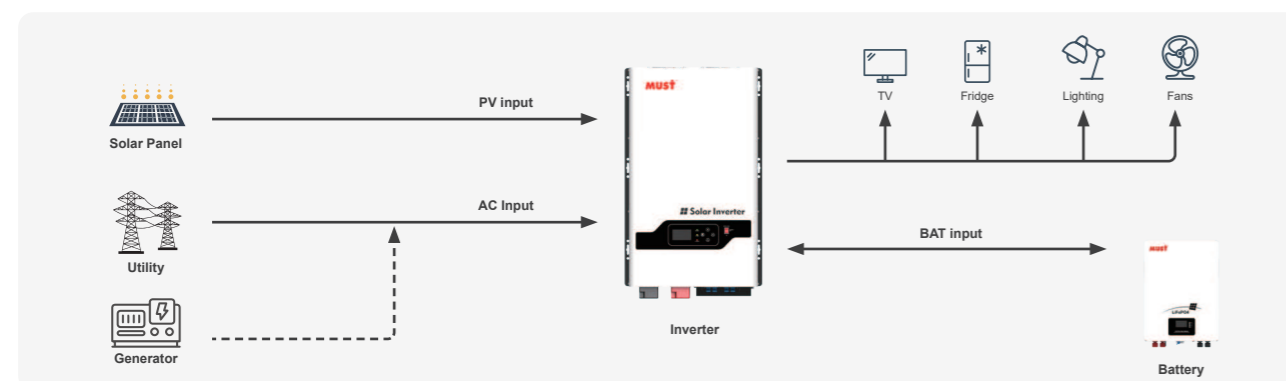 MUST
TV
Fridge
Lighting
Fans
PV input
Solar Panel
AC Input
Solar Inverter
BAT input
Utility
MUST
LiFePO4
Inverter
Generator
Battery